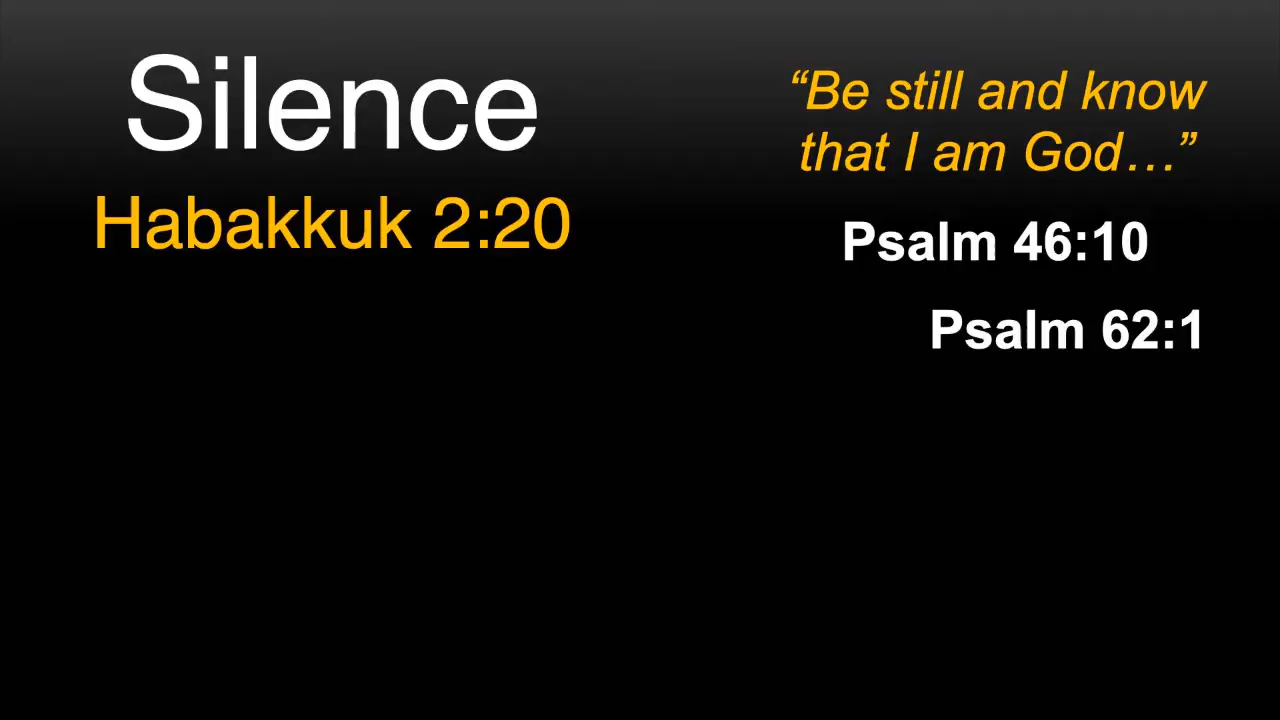 Silence
Habakkuk 2:20
“Be still and know
that I am God…”
Psalm 46:10
Psalm 62:1